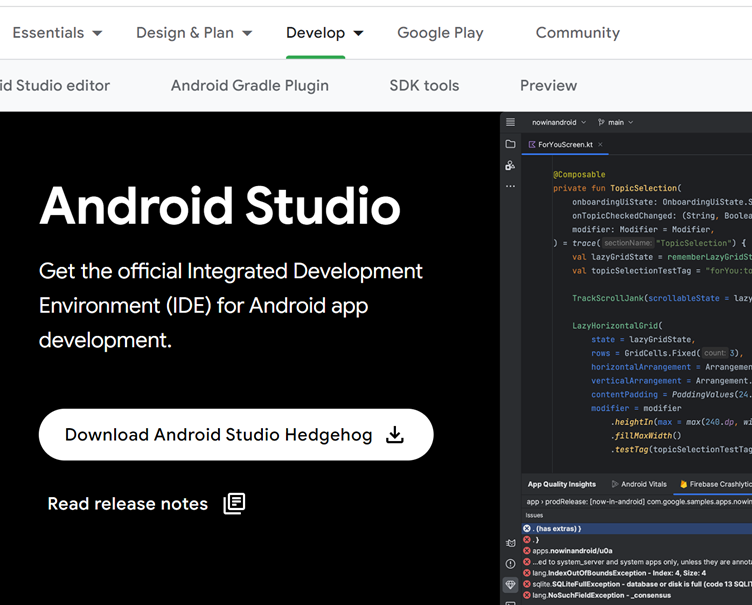 Essentials Design & Plan Develop Google Play Community
id Studio editor Android Gradle Plugin SDK tools Preview
Android Studio
Get the official Integrated Development
Environment (IDE) for Android app
development.
Download Android Studio Hedgehog
Read release notes
nowinandroid main
ForYouScreen.kt
@Composable
private fun TopicSelection(
onboardingUiState: OnboardingUiState.S
onTopicCheckedChanged: (String, Boolea
modifier: Modifier = Modifier,
) = trace( sectionName: "TopicSelection") {
val lazyGridState = rememberLazyGridSt
val topicSelectionTestTag = "forYou:to
TrackScrollJank(scrollableState = lazy
LazyHorizontalGrid(
state = lazyGridState,
rows = GridCells.Fixed( count: 3),
horizontalArrangement = Arrangemen
verticalArrangement = Arrangement.
contentPadding = PaddingValues(24.
modifier = modifier
.heightIn(max = max(240.dp, wi
.fillMaxWidth()
.testTag(topicSelectionTestTag
App Quality Insights Android Vitals Firebase Crashlytic
app › prodRelease: [now-in-android] com.google.samples.apps.nowin
Issues
. (has extras) }
. }
apps.nowinandroid/u0a
...ed to system_server and system apps only, unless they are annota
lang.IndexOutOfBoundsException - Index: 4, Size: 4
sqlite.SQLiteFullException - database or disk is full (code 13 SQLIT
lang.NoSuchFieldException - _consensus